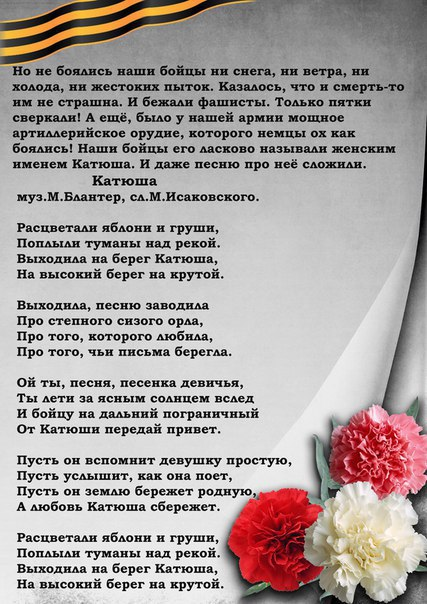 Но не боялись наши бойцы ни снега, ни ветра, ни
холода, ни жестоких пыток. Казалось, что и смерть-то
им не страшна. И бежали фашисты. Только пятки
сверкали! А ещё, было у нашей армии мощное
артиллерийское орудие, которого немцы ох как
боялись! Наши бойцы его ласково называли женским
именем Катюша. И даже песню про неё сложили.
Катюша
муз.М.Блантер, сл.М.Исаковского.
Расцветали яблони и груши,
Поплыли туманы над рекой.
Выходила на берег Катюша,
На высокий берег на крутой.
Выходила, песню заводила
Про степного сизого орла,
Про того, которого любила,
Про того, чьи письма берегла.
Ой ты, песня, песенка девичья,
Ты лети за ясным солнцем вслед
И бойцу на дальний пограничный
От Катюши передай привет.
Пусть он вспомнит девушку простую,
Пусть услышит, как она поет,
Пусть он землю бережет родную,
А любовь Катюша сбережет.
Расцветали яблони и груши,
Поплыли туманы над рекой.
Выходила на берег Катюша,
На высокий берег на крутой.